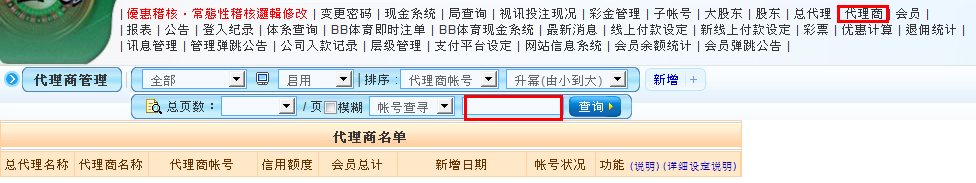 | 優惠稽核‧常態性稽邏輯修改 | 变更密码 | 现金系统 | 局查询 | 视讯投注现况 | 彩金管理 | 子帐号 | 大股东 | 股东 | 总代理 | 代理商 | 会员 |
| 报表 | 公告 | 登入纪录 | 体系查询 | BB体育即时注单 | BB体育现金系统 | 最新消息 | 线上付款设定 | 新线上付款设定 | 彩票 | 优惠计算 | 退佣统计 |
| 讯息管理 | 管理弹跳公告 | 公司入款记录 | 层级管理 | 支付平台设定 | 网站信息系统 | 会员余额统计 | 会员弹跳公告 |
代理商管理 全部 启用 | 排序 : 代理商帐号 升冪(由小到大) 新增 +
总页数 : / 页 模糊 帐号查寻 查询
代理商名单
总代理名称 代理商名称 代理商帐号 信用额度 会员总计 新增日期 帐号状况 功能 (说明) (详细设定说明)